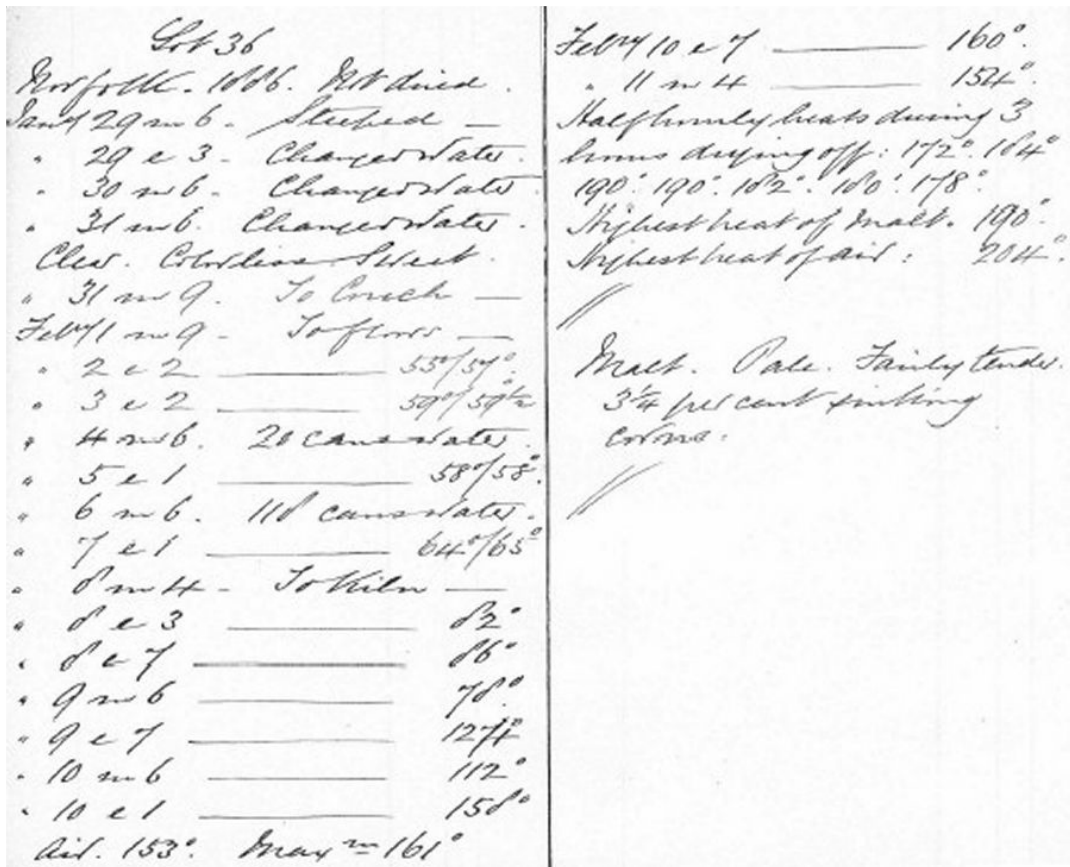 Lot 36
Norfolk. 1886. Not dried.
Jany 29 m 6. Steeped —
" 29 e 3. Changed Water.
" 30 m 6. Changed Water.
" 31 m 6. Changed Water.
Clear. Colorless. Sweet.
" 31 m 9. To Couch —
Feby 1 m 9. To floor —
" 2 e 2 — 55°/57°.
" 3 e 2 — 59°/59½
" 4 m 6. 20 cans Water.
" 5 e 1 — 58°/58°.
" 6 m 6. 118 cans Water.
" 7 e 1 — 64°/65°
" 8 m 4. To Kiln —
" 8 e 3 — 82°
" 8 e 7 — 86°
" 9 m 6 — 78°
" 9 e 7 — 127°
" 10 m 6 — 112°
" 10 e 1 — 158°
Air. 153°. Maxm 161°
Feby 10 e 7 — 160°.
" 11 m 4 — 154°.
Half hourly heats during 3
hours drying off: 172°. 184°
190°. 190°. 182°. 180°. 178°.
Highest heat of Malt. 190°.
Highest heat of air: 204°.
//
Malt. Pale. Fairly tender.
3¼ per cent sinking
corns.
//